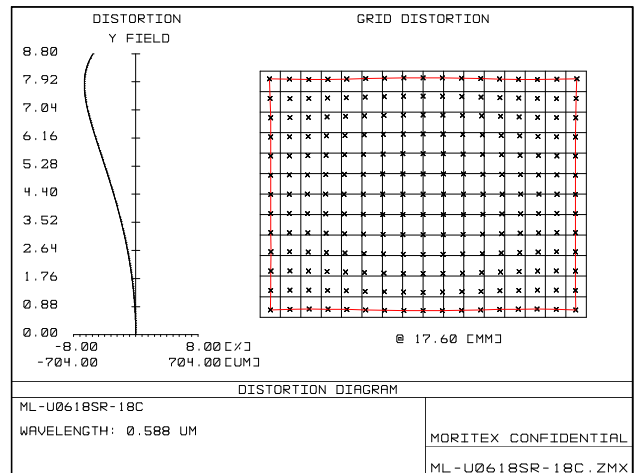 DISTORTION
Y FIELD
GRID DISTORTION
8.80
7.92
7.04
6.16
5.28
4.40
3.52
2.64
1.76
0.88
0.00
-8.00 8.00[%]
-704.00 704.00[UM]
@ 17.60 [MM]
DISTORTION DIAGRAM
ML-U0618SR-18C
WAVELENGTH: 0.588 UM
MORITEX CONFIDENTIAL
ML-U0618SR-18C.ZMX